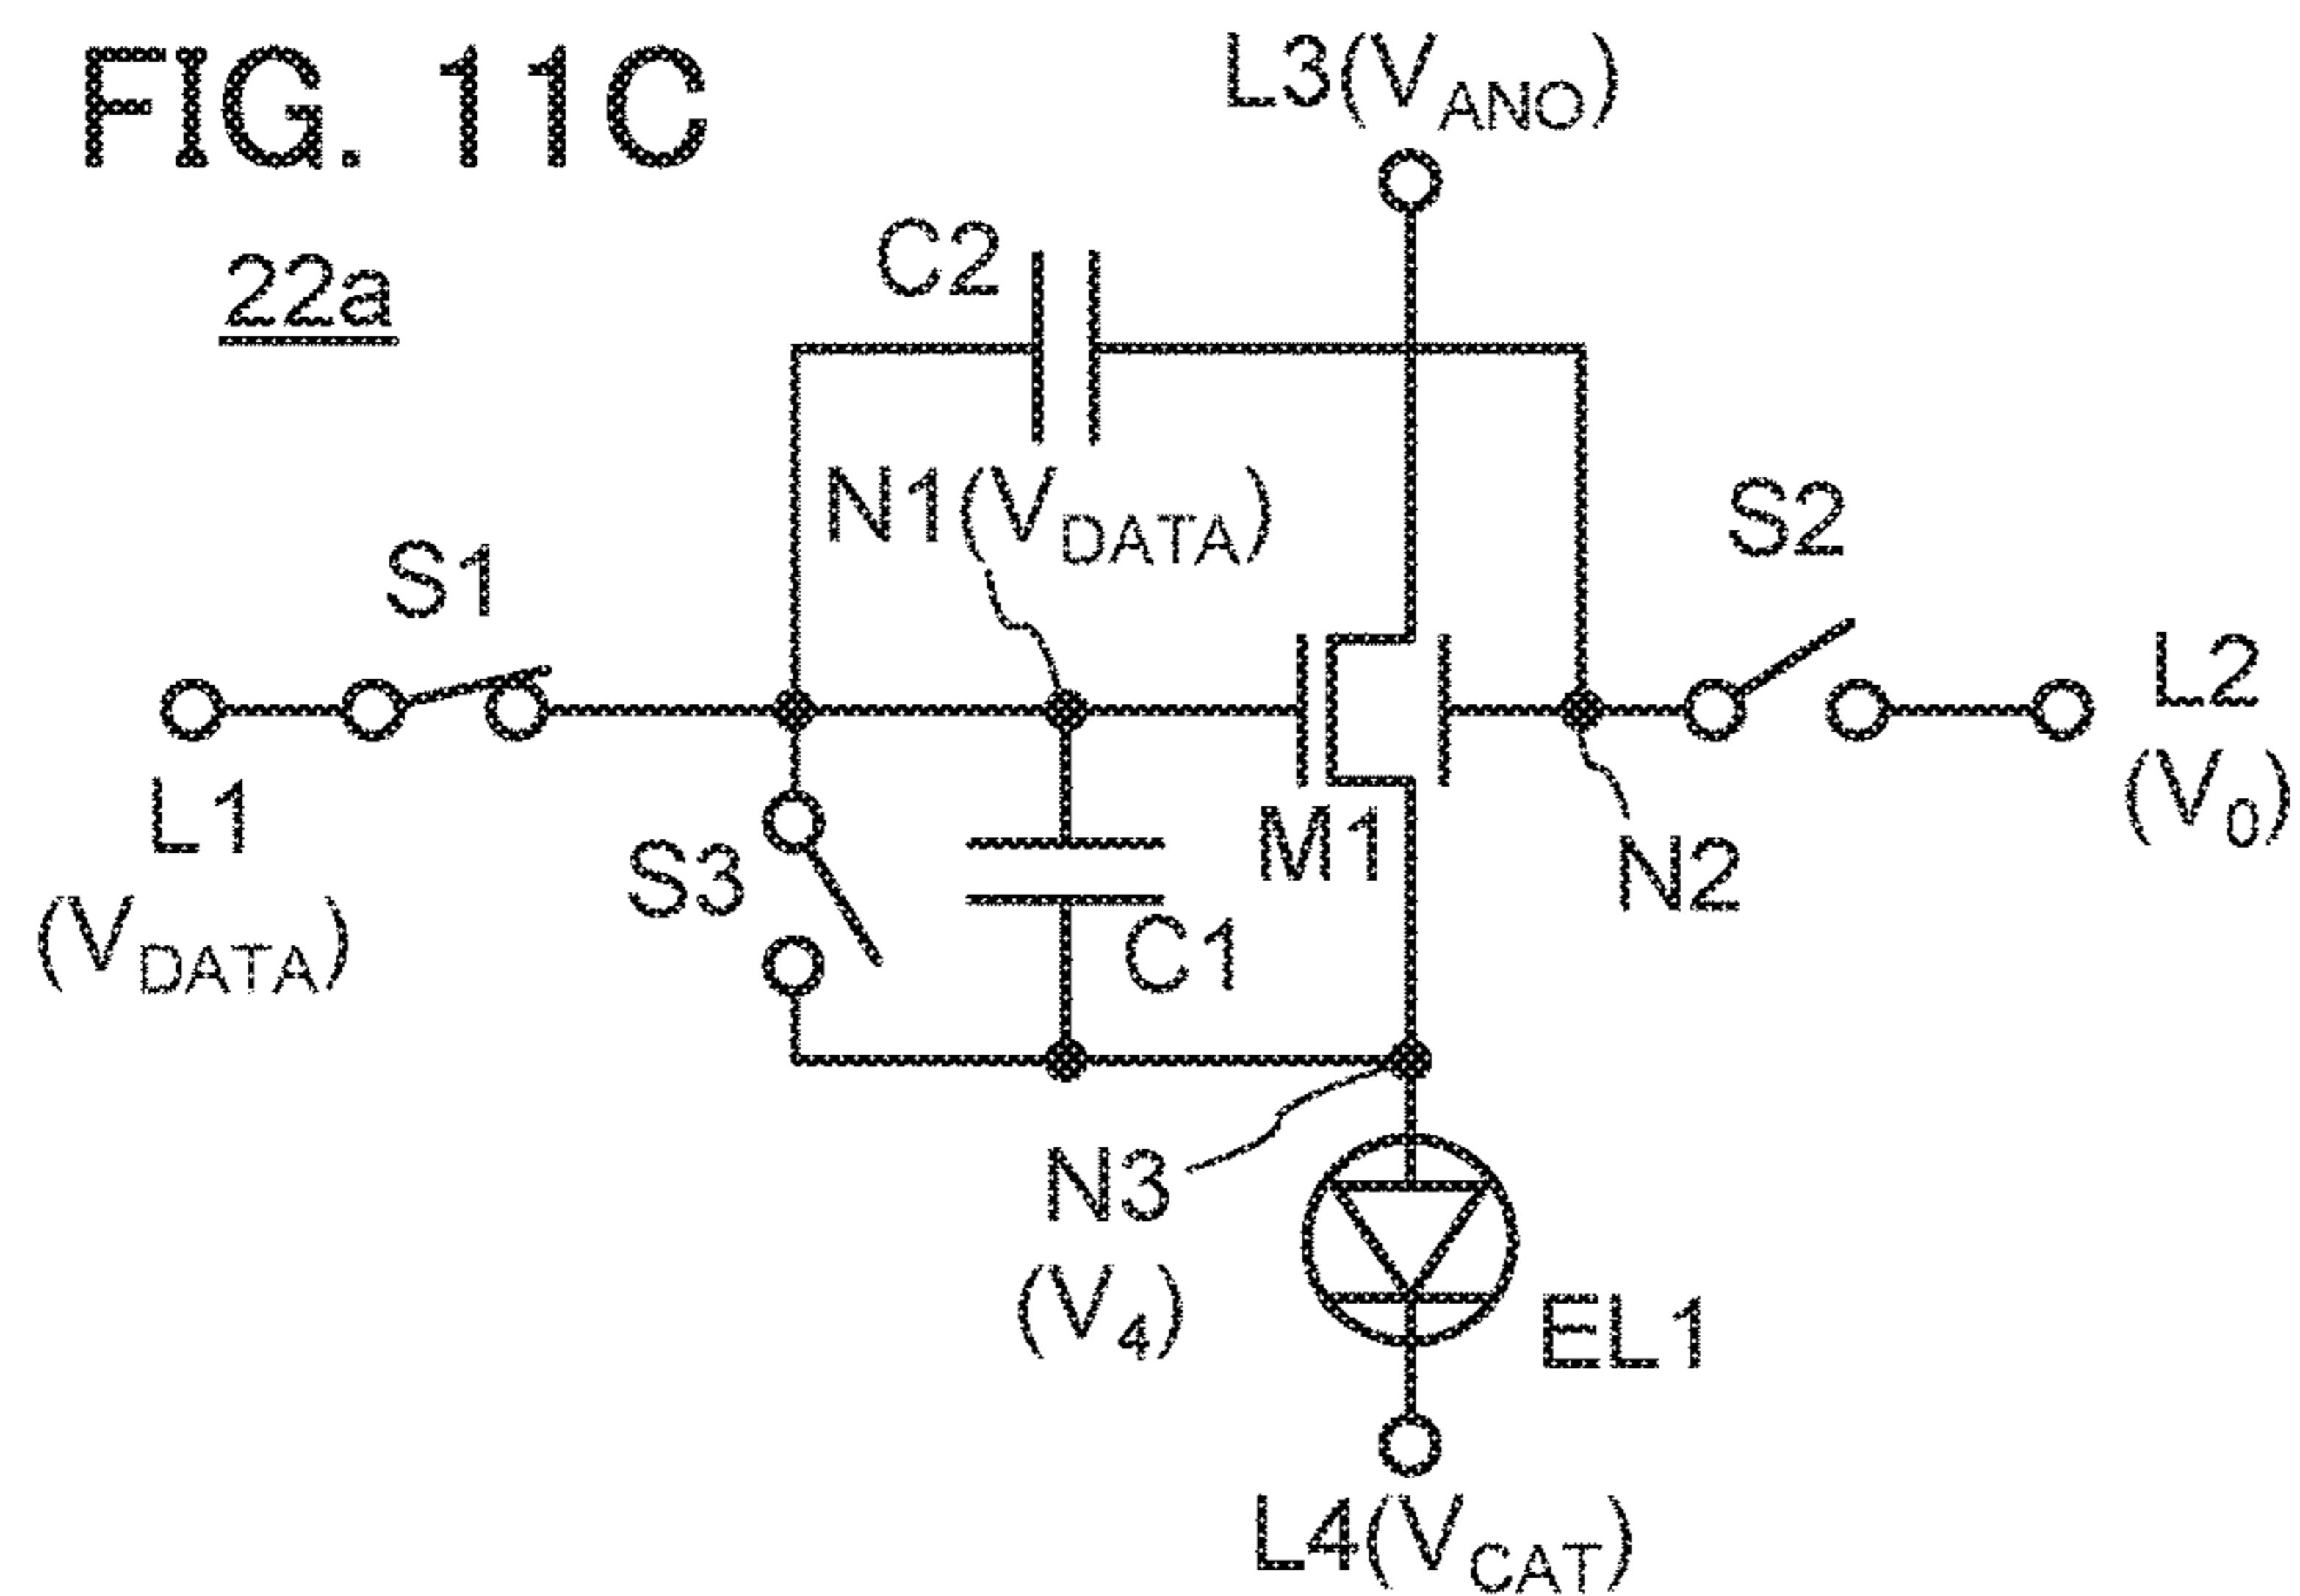 FIG. 11C
L3(VANO)
22a
C2
N1(VDATA)
S1
S2
L1
(VDATA)
L2
(V0)
S3
M1
N2
C1
N3
(V4)
EL1
L4(VCAT)